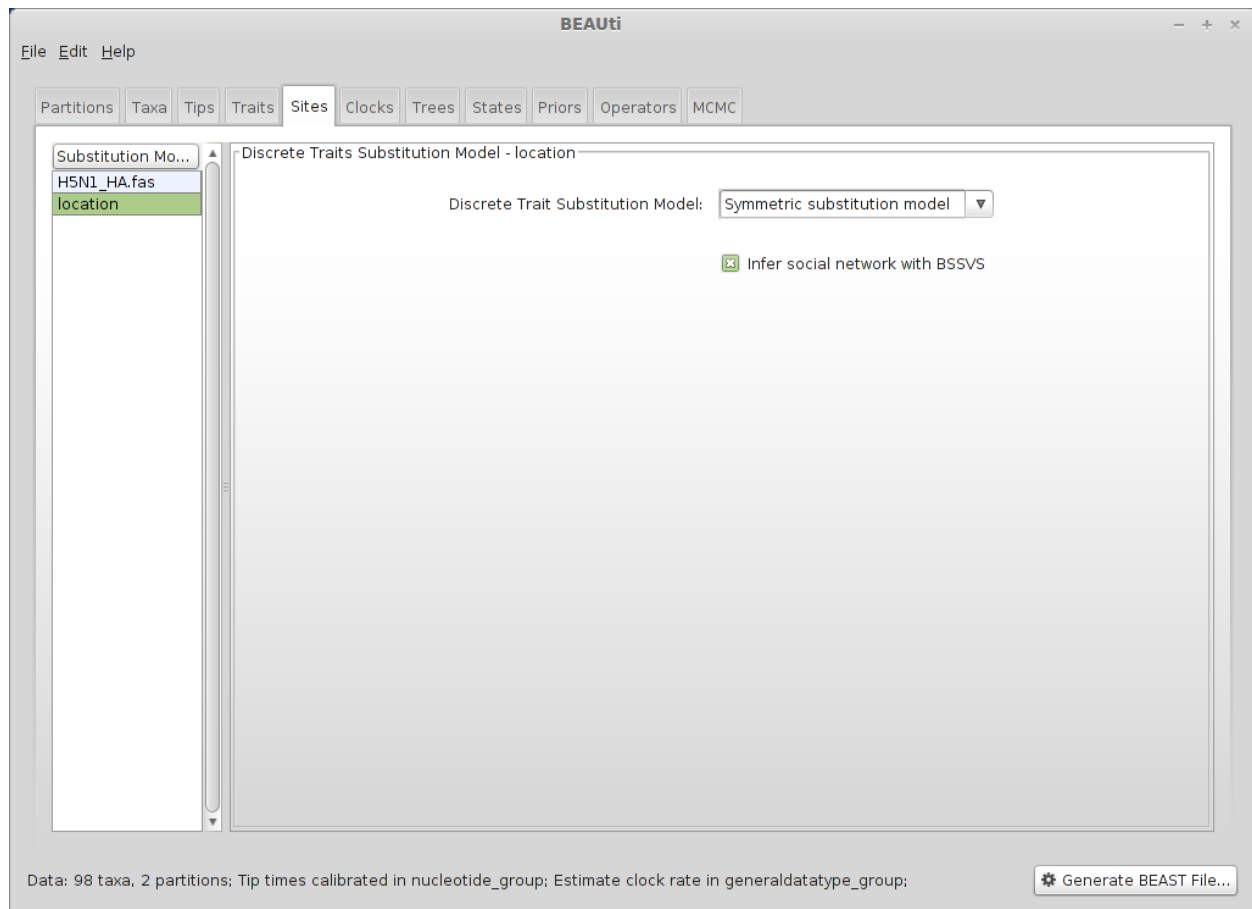 BEAUti
File Edit Help
Partitions Taxa Tips Traits Sites Clocks Trees States Priors Operators MCMC
Substitution Mo...
Discrete Traits Substitution Model - location
H5N1_HA.fas
location
Discrete Trait Substitution Model: Symmetric substitution model
Infer social network with BSSVS
Data: 98 taxa, 2 partitions; Tip times calibrated in nucleotide_group; Estimate clock rate in generaldatatype_group;
Generate BEAST File...